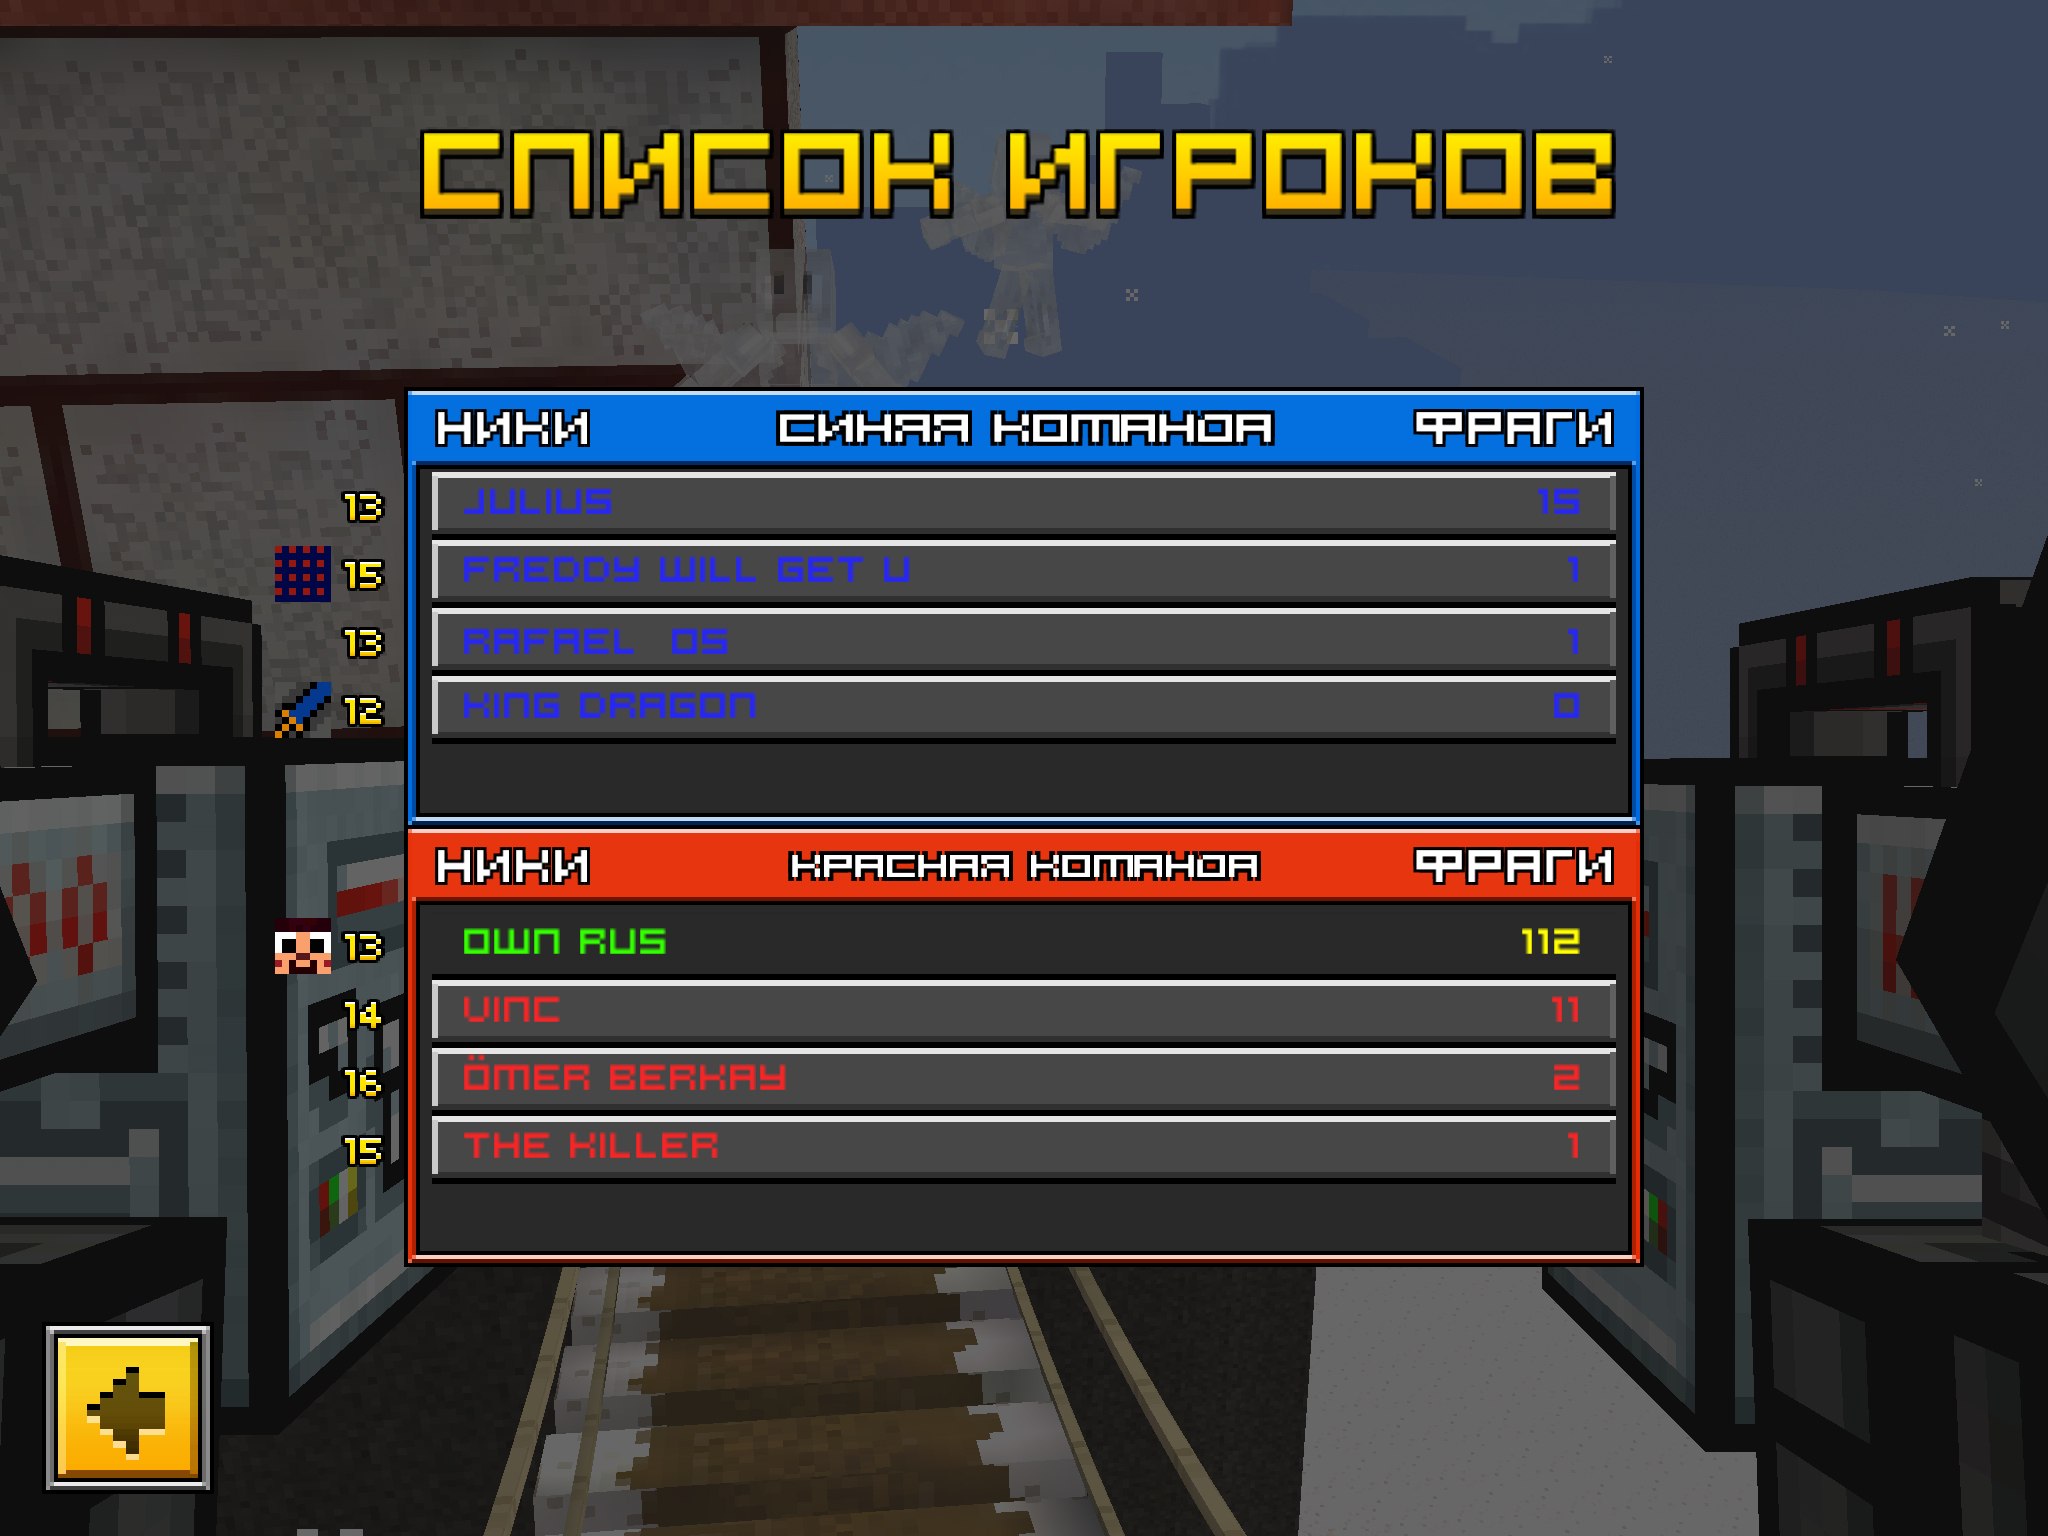 СПИСОК ИГРОКОВ
НИКИ СИНЯЯ КОМАНДА ФРАГИ
13 JULIUS 15
15 FREDDY WILL GET U 1
13 RAFAEL OS 1
12 KING DRAGON 0
НИКИ КРАСНАЯ КОМАНДА ФРАГИ
13 OWN RUS 112
14 VINC 11
16 ÖMER BERKAY 2
15 THE KILLER 1